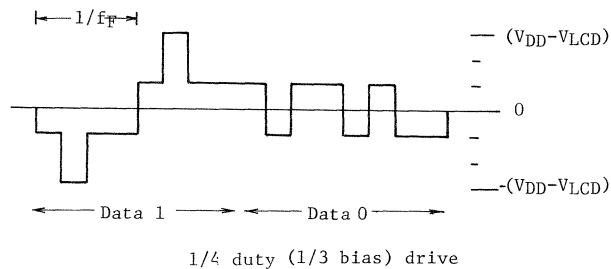 1/fF
(VDD-VLCD)
0
-(VDD-VLCD)
Data 1
Data 0
1/4 duty (1/3 bias) drive